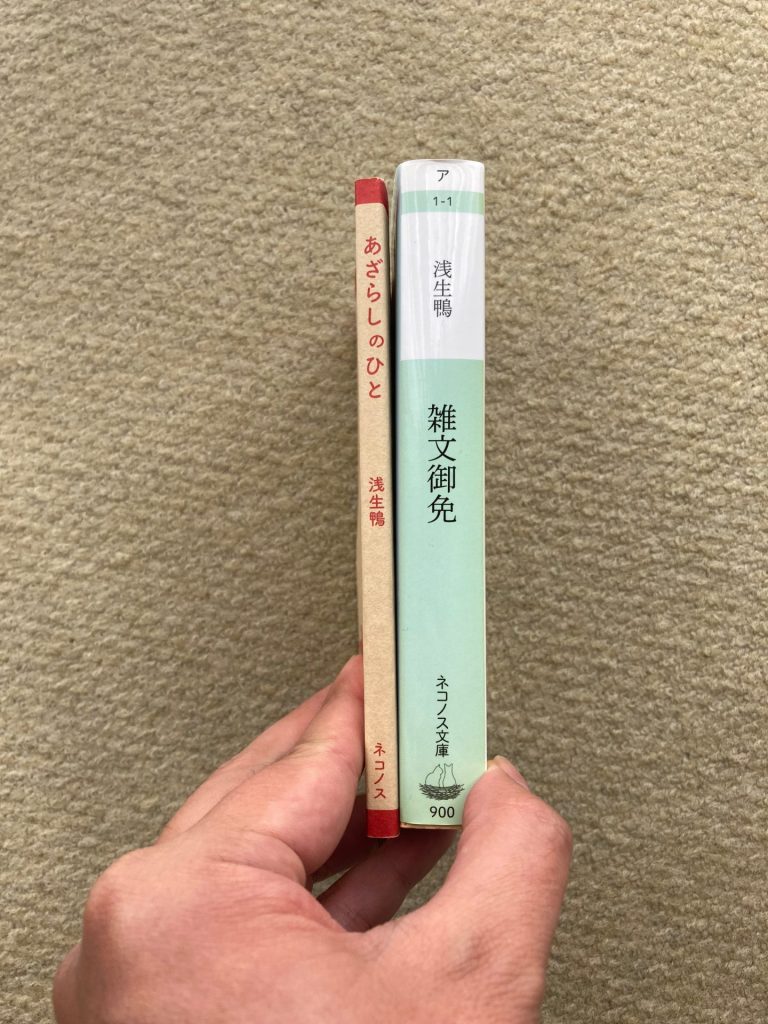 あざらしのひと
浅生鴨
ネコノス
ア
1-1
浅生鴨
雑文御免
ネコノス文庫
900